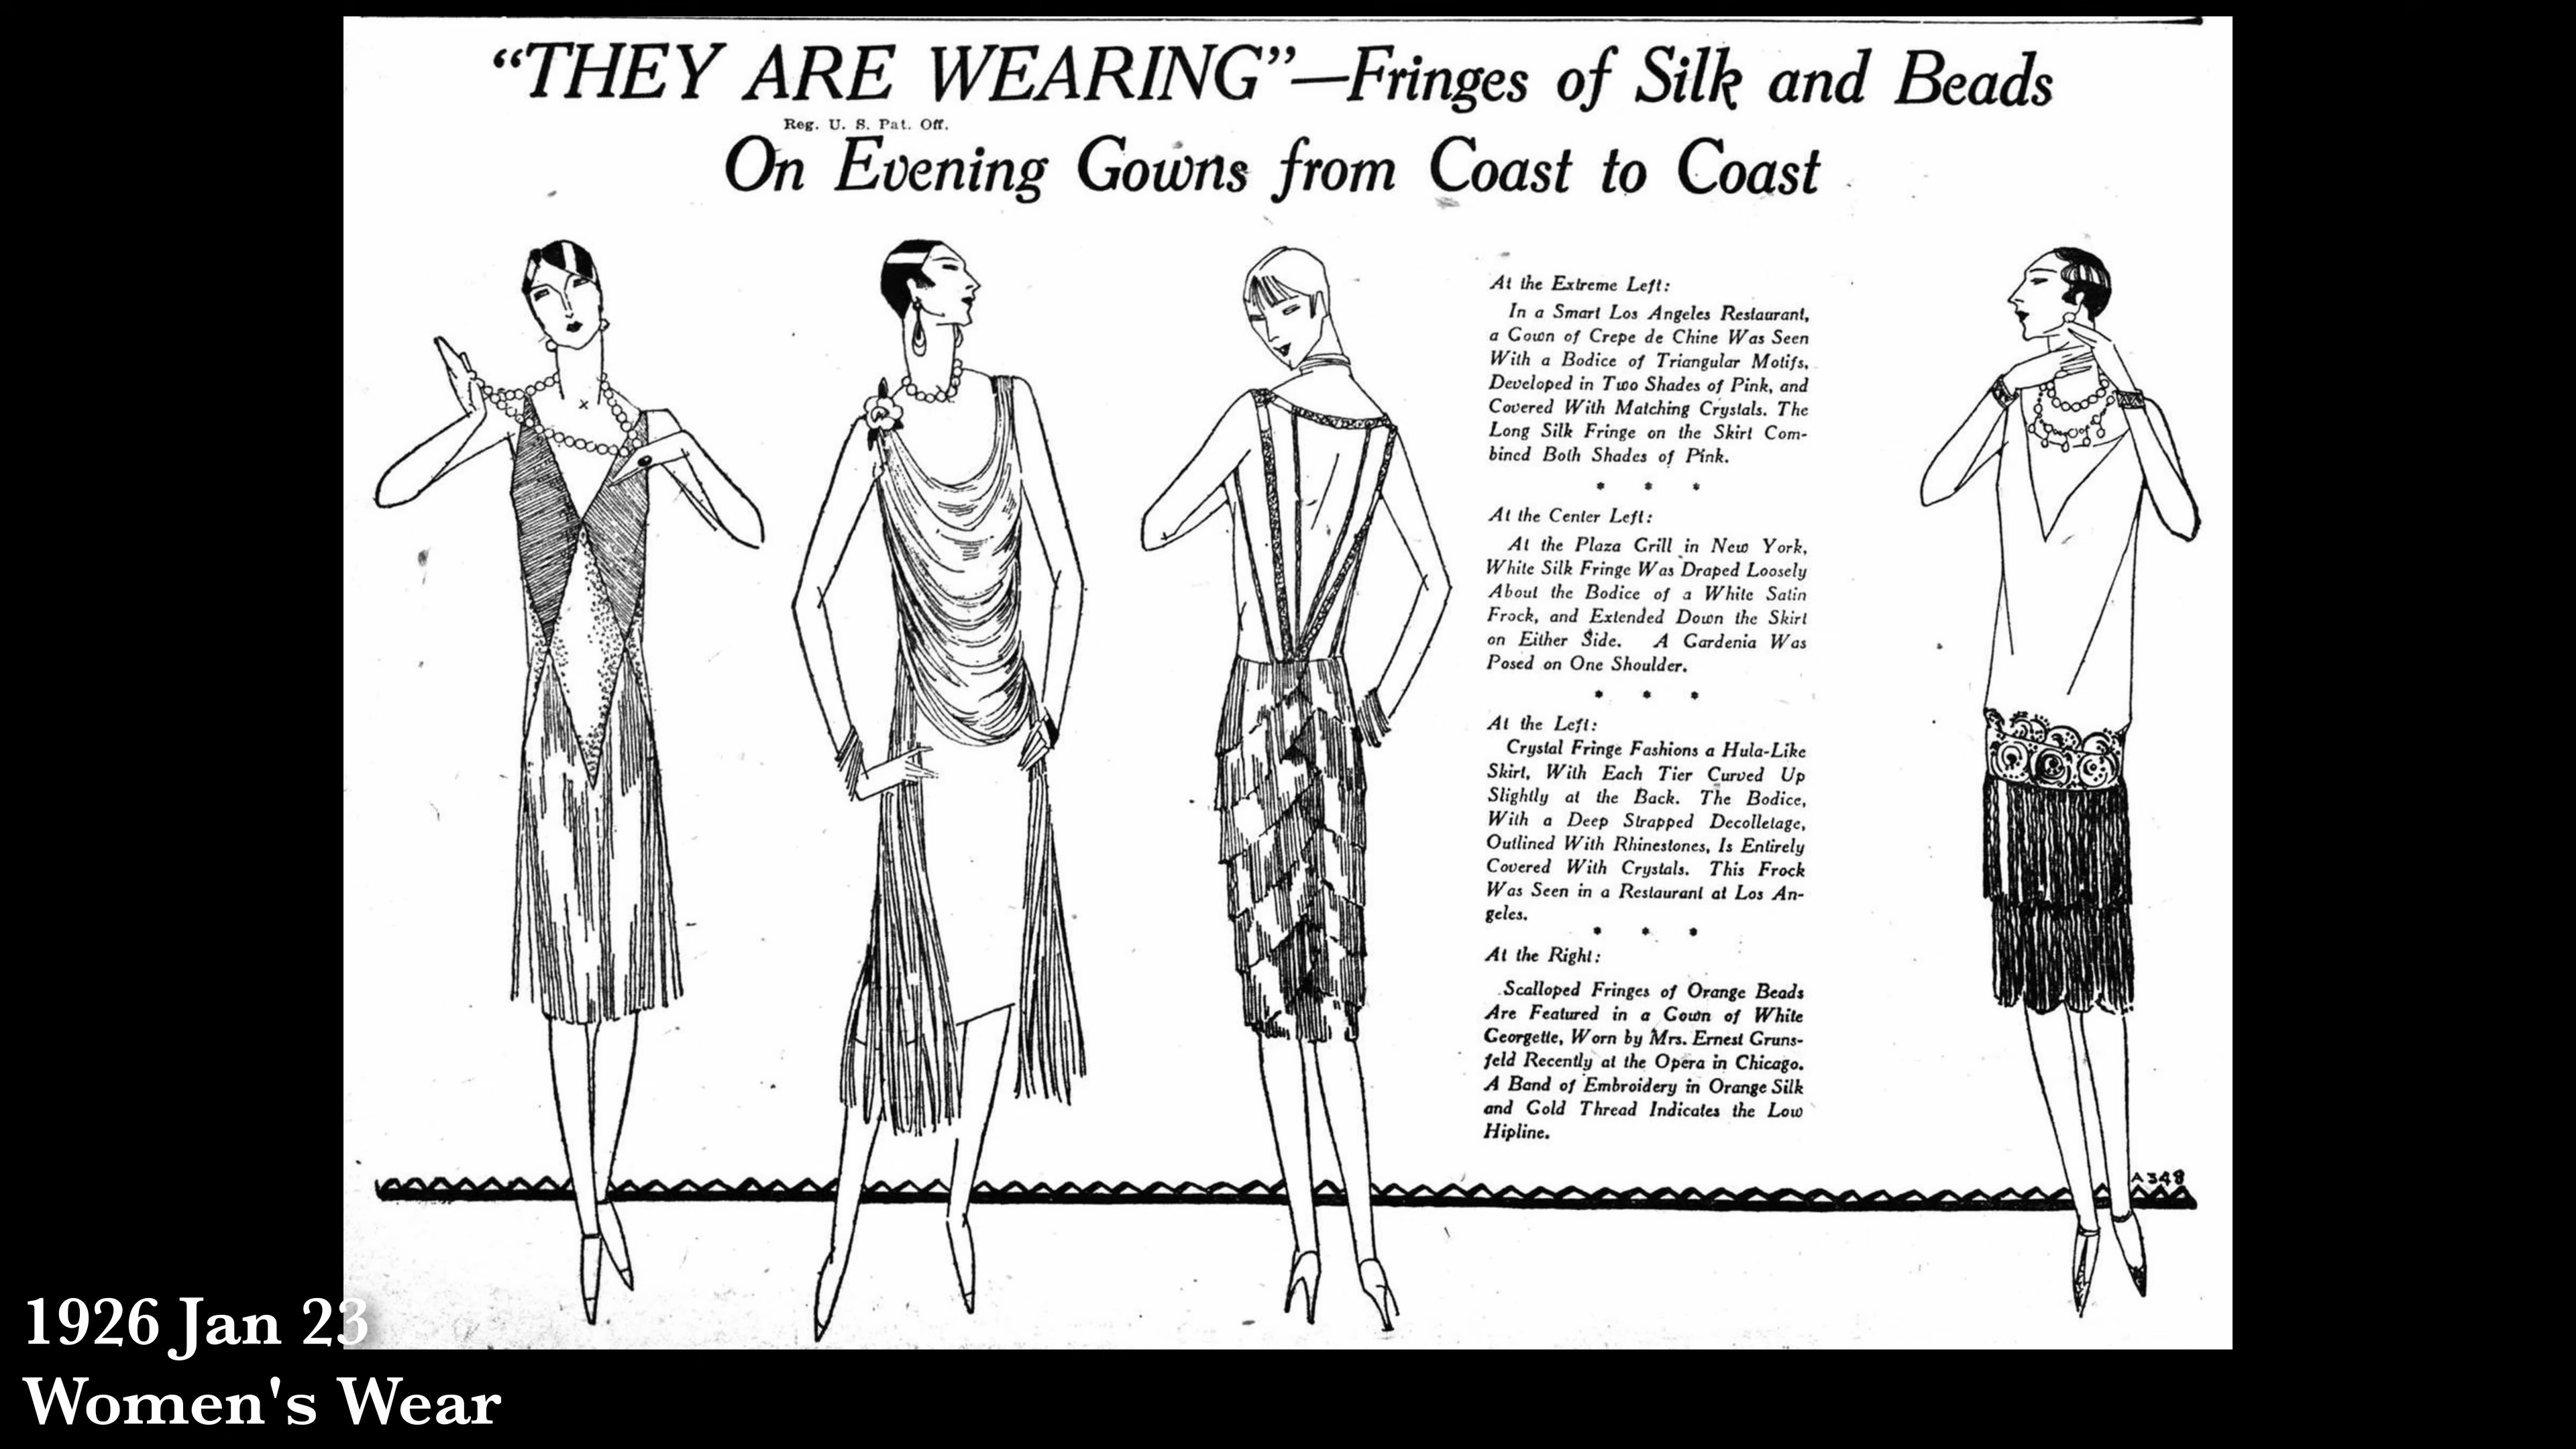 “THEY ARE WEARING”—Fringes of Silk and Beads
Reg. U. S. Pat. Off.
On Evening Gowns from Coast to Coast
At the Extreme Left:
In a Smart Los Angeles Restaurant,
a Gown of Crepe de Chine Was Seen
With a Bodice of Triangular Motifs,
Developed in Two Shades of Pink, and
Covered With Matching Crystals. The
Long Silk Fringe on the Skirt Com-
bined Both Shades of Pink.
* * *
At the Center Left:
At the Plaza Grill in New York,
White Silk Fringe Was Draped Loosely
About the Bodice of a White Satin
Frock, and Extended Down the Skirt
on Either Side. A Gardenia Was
Posed on One Shoulder.
* * *
At the Left:
Crystal Fringe Fashions a Hula-Like
Skirt, With Each Tier Curved Up
Slightly at the Back. The Bodice,
With a Deep Strapped Decolletage,
Outlined With Rhinestones, Is Entirely
Covered With Crystals. This Frock
Was Seen in a Restaurant at Los An-
geles.
* * *
At the Right:
Scalloped Fringes of Orange Beads
Are Featured in a Gown of White
Georgette, Worn by Mrs. Ernest Gruns-
feld Recently at the Opera in Chicago.
A Band of Embroidery in Orange Silk
and Gold Thread Indicates the Low
Hipline.
A348
1926 Jan 23
Women's Wear